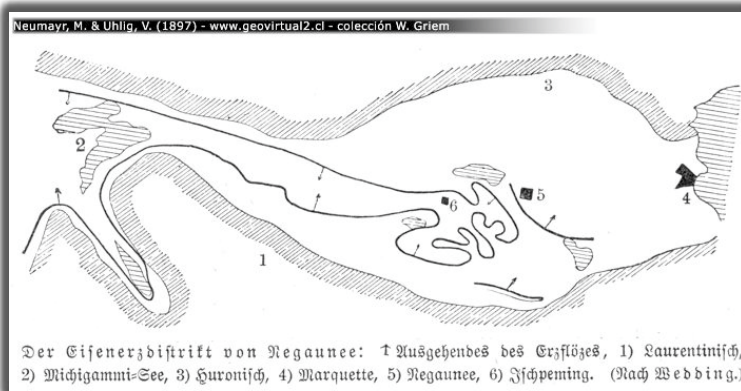 Neumayr, M. & Uhlig, V. (1897) - www.geovirtual2.cl - colección W. Griem
3
2
5
6
4
1
Der Eisenerzdistrikt von Negaunee: ↑ Ausgehendes des Erzflözes, 1) Laurentinisch,
2) Michigammi-See, 3) Huronisch, 4) Marquette, 5) Negaunee, 6) Ischpeming. (Nach Wedding.)